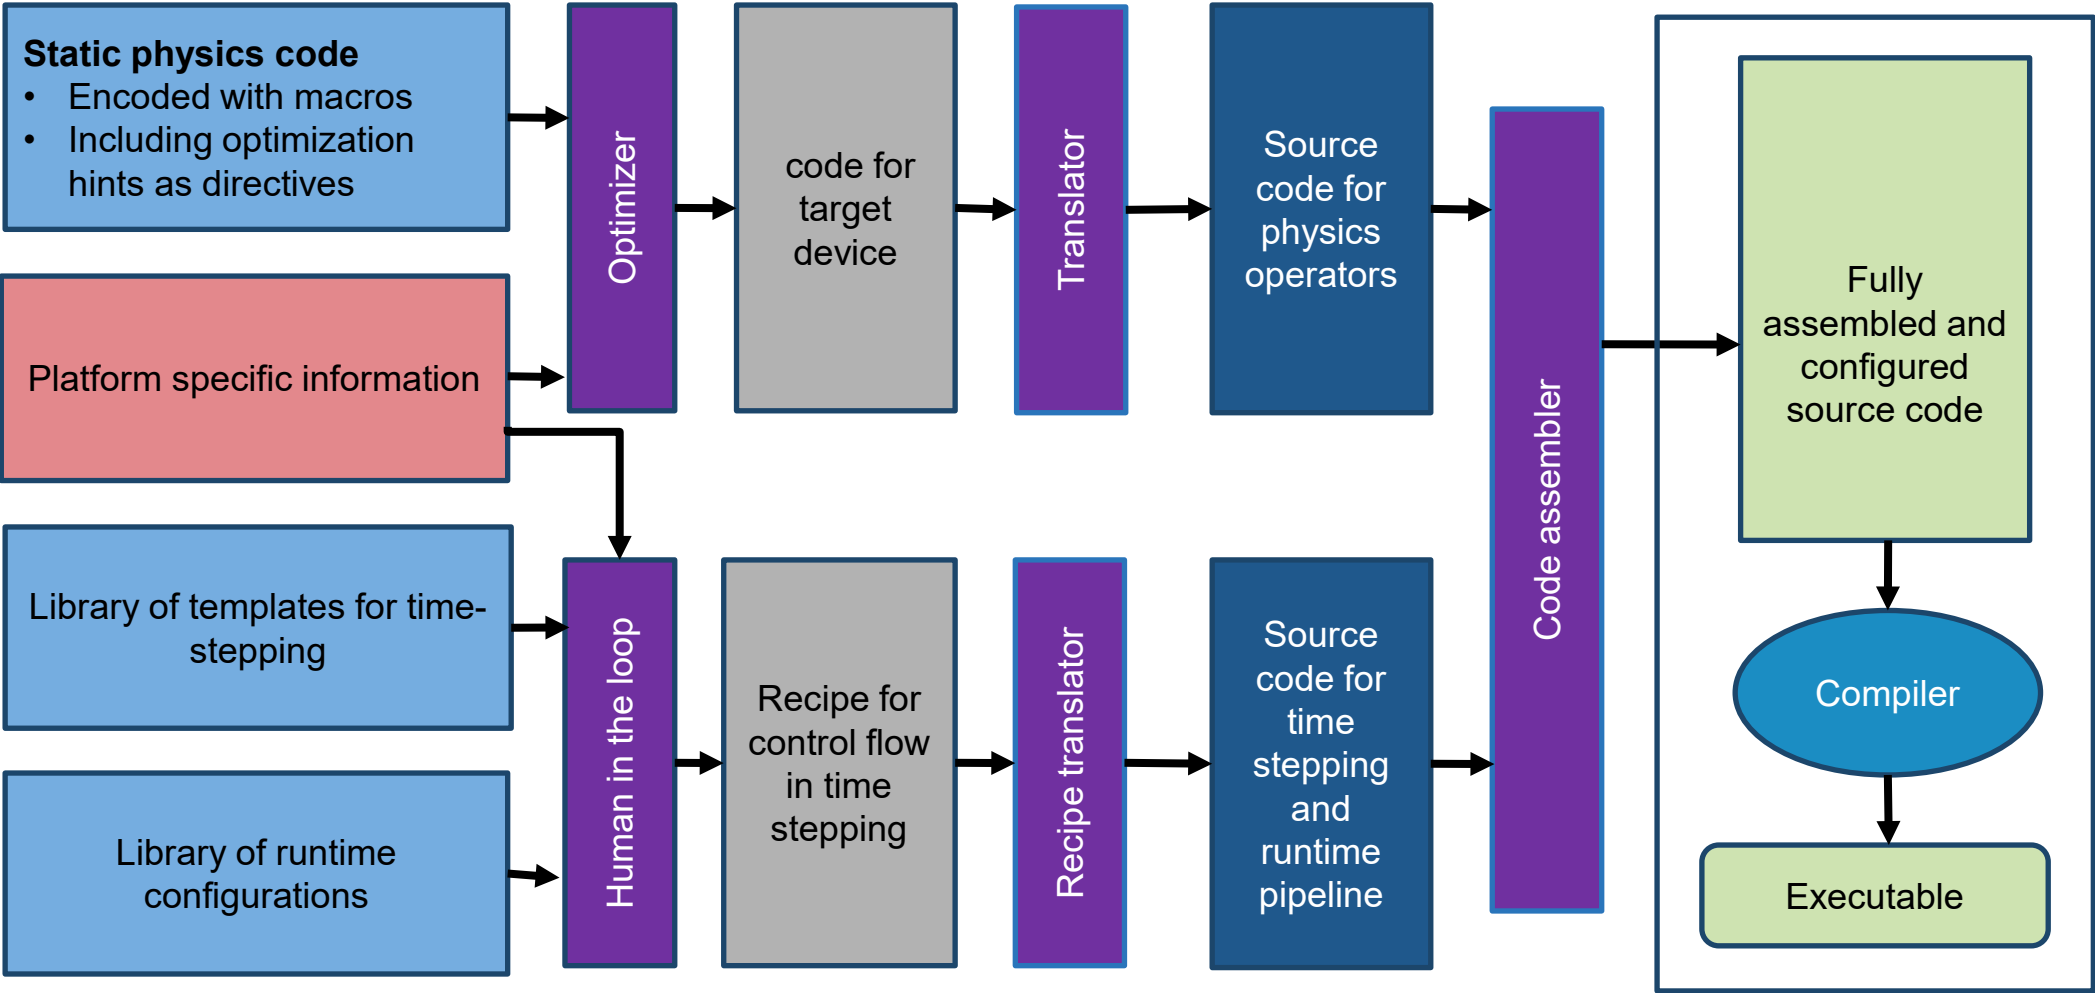 Static physics code
• Encoded with macros
• Including optimization
hints as directives
Platform specific information
Library of templates for time-
stepping
Library of runtime
configurations
Optimizer
Human in the loop
code for
target
device
Recipe for
control flow
in time
stepping
Translator
Recipe translator
Source
code for
physics
operators
Source
code for
time
stepping
and
runtime
pipeline
Code assembler
Fully
assembled and
configured
source code
Compiler
Executable